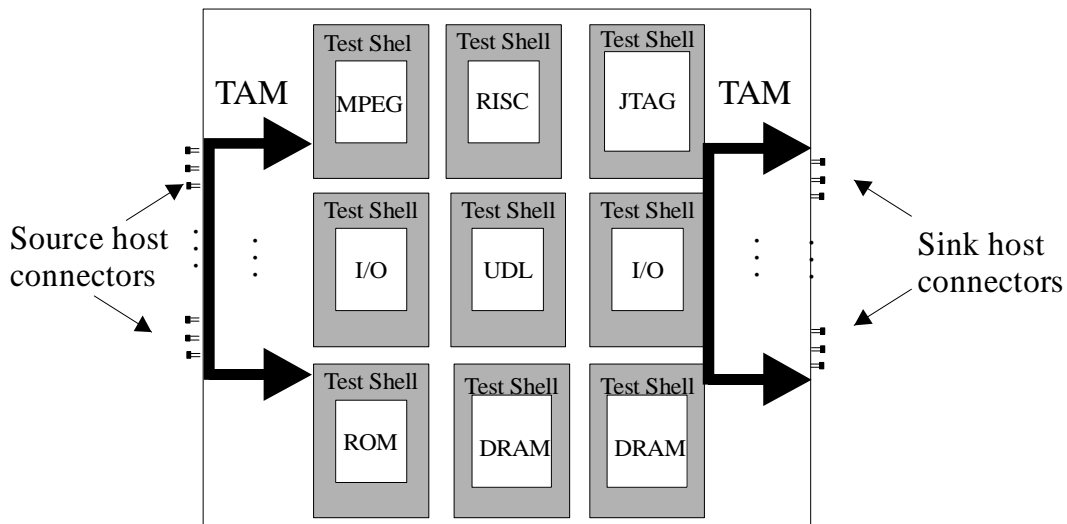 Test Shel
Test Shell
Test Shell
TAM
MPEG
RISC
JTAG
TAM
Source host
connectors
Test Shell
Test Shell
Test Shell
I/O
UDL
I/O
Sink host
connectors
Test Shell
Test Shell
Test Shell
ROM
DRAM
DRAM